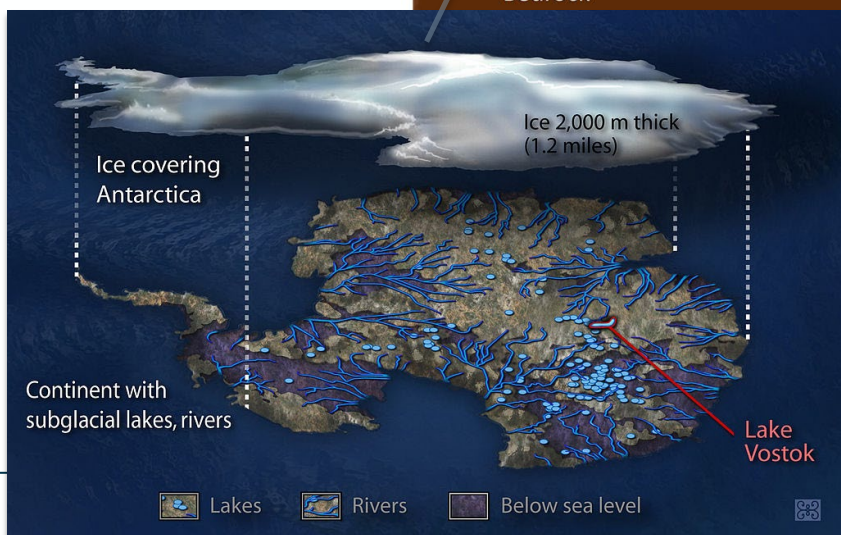 Bedrock
Ice 2,000 m thick
(1.2 miles)
Ice covering
Antarctica
Continent with
subglacial lakes, rivers
Lake
Vostok
Lakes
Rivers
Below sea level